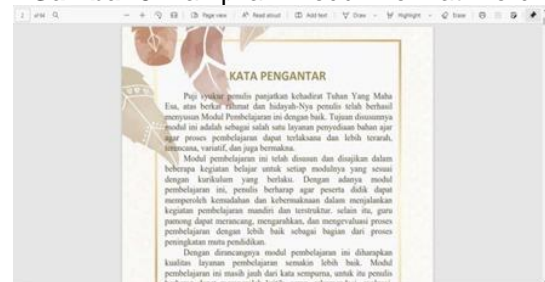 of 64
Page view
Read aloud
Add text
Draw
Highlight
Erase
KATA PENGANTAR
Puji syukur penulis panjatkan kehadirat Tuhan Yang Maha
Esa, atas berkat rahmat dan hidayah-Nya penulis telah berhasil
menyusun Modul Pembelajaran ini dengan baik. Tujuan disusunnya
modul ini adalah sebagai salah satu layanan penyediaan bahan ajar
agar proses pembelajaran dapat terlaksana dan lebih terarah,
terencana, variatif, dan juga bermakna.
Modul pembelajaran ini telah disusun dan disajikan dalam
beberapa kegiatan belajar untuk setiap modulnya yang sesuai
dengan kurikulum yang berlaku. Dengan adanya modul
pembelajaran ini, penulis berharap agar peserta didik dapat
memperoleh kemudahan dan kebermaknaan dalam menjalankan
kegiatan pembelajaran mandiri dan terstruktur. selain itu, guru
pamong dapat merancang, mengarahkan, dan mengevaluasi proses
pembelajaran dengan lebih baik sebagai bagian dari proses
peningkatan mutu pendidikan.
Dengan dirancangnya modul pembelajaran ini diharapkan
kualitas layanan pembelajaran semakin lebih baik. Modul
pembelajaran ini masih jauh dari kata sempurna, untuk itu penulis